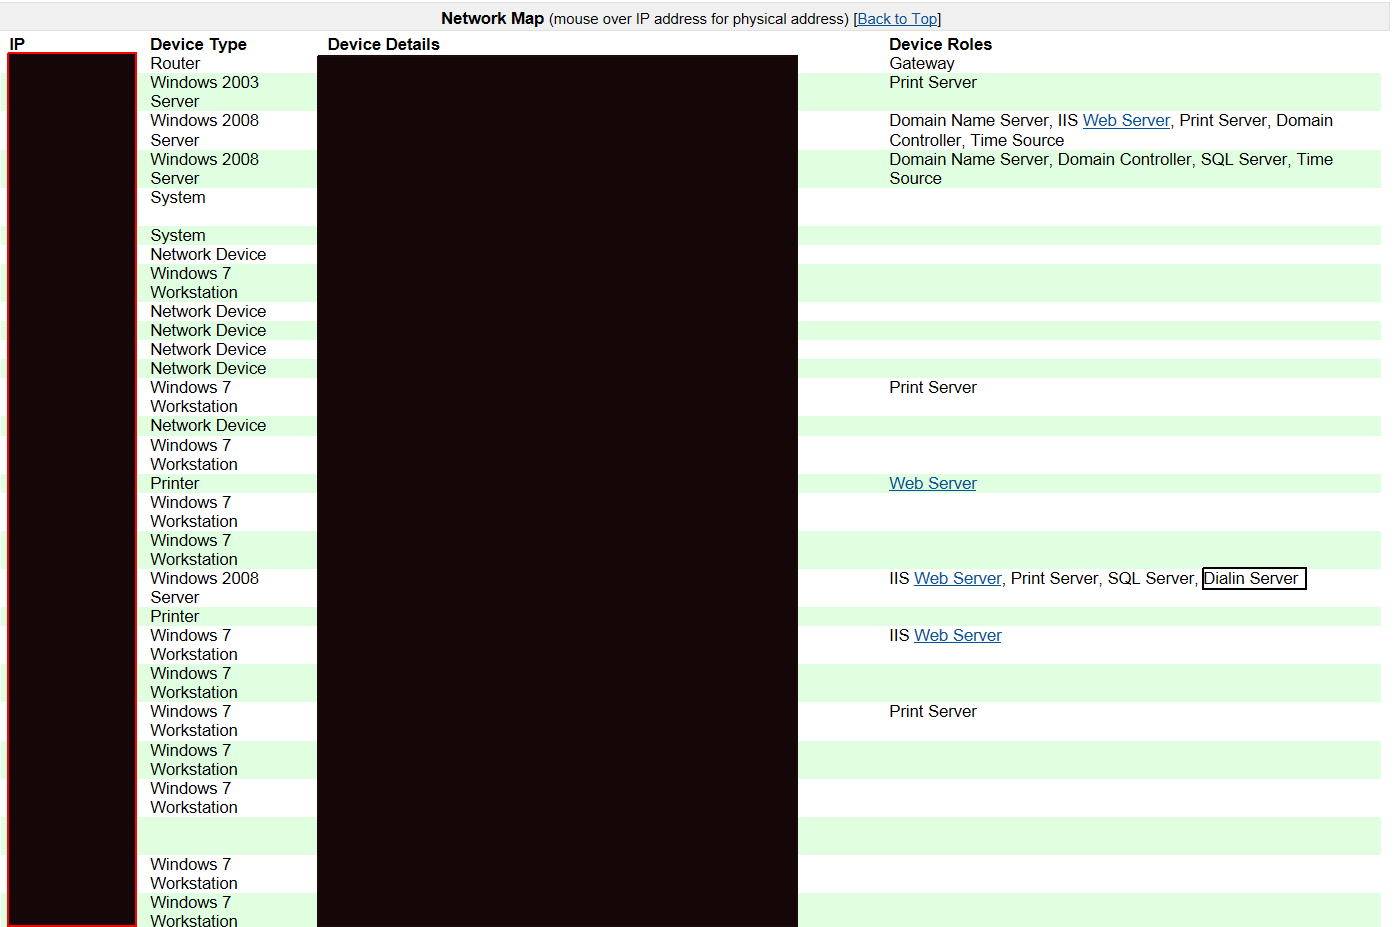 Network Map (mouse over IP address for physical address) [Back to Top]
IP Device Type Device Details Device Roles
Router Gateway
Windows 2003 Print Server
Server
Windows 2008 Domain Name Server, IIS Web Server, Print Server, Domain
Server Controller, Time Source
Windows 2008 Domain Name Server, Domain Controller, SQL Server, Time
Server Source
System
System
Network Device
Windows 7
Workstation
Network Device
Network Device
Network Device
Network Device
Windows 7 Print Server
Workstation
Network Device
Windows 7
Workstation
Printer Web Server
Windows 7
Workstation
Windows 7
Workstation
Windows 2008 IIS Web Server, Print Server, SQL Server, Dialin Server
Server
Printer
Windows 7 IIS Web Server
Workstation
Windows 7
Workstation
Windows 7 Print Server
Workstation
Windows 7
Workstation
Windows 7
Workstation
Windows 7
Workstation
Windows 7
Workstation